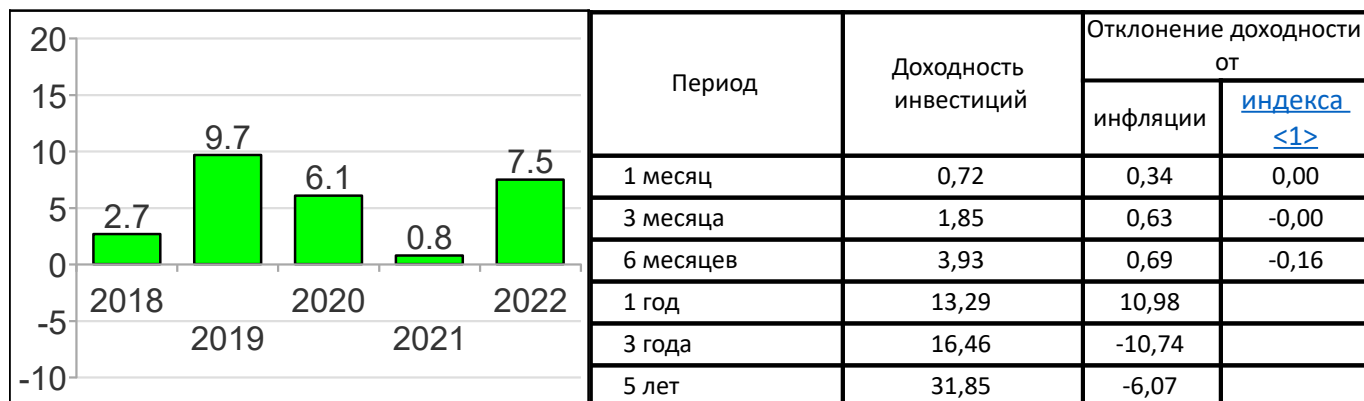 20
15
10
5
0
-5
-10
2.7
9.7
6.1
0.8
7.5
2018
2019
2020
2021
2022
Период
Доходность
инвестиций
Отклонение доходности
от
инфляции
индекса
<1>
1 месяц 0,72 0,34 0,00
3 месяца 1,85 0,63 -0,00
6 месяцев 3,93 0,69 -0,16
1 год 13,29 10,98
3 года 16,46 -10,74
5 лет 31,85 -6,07